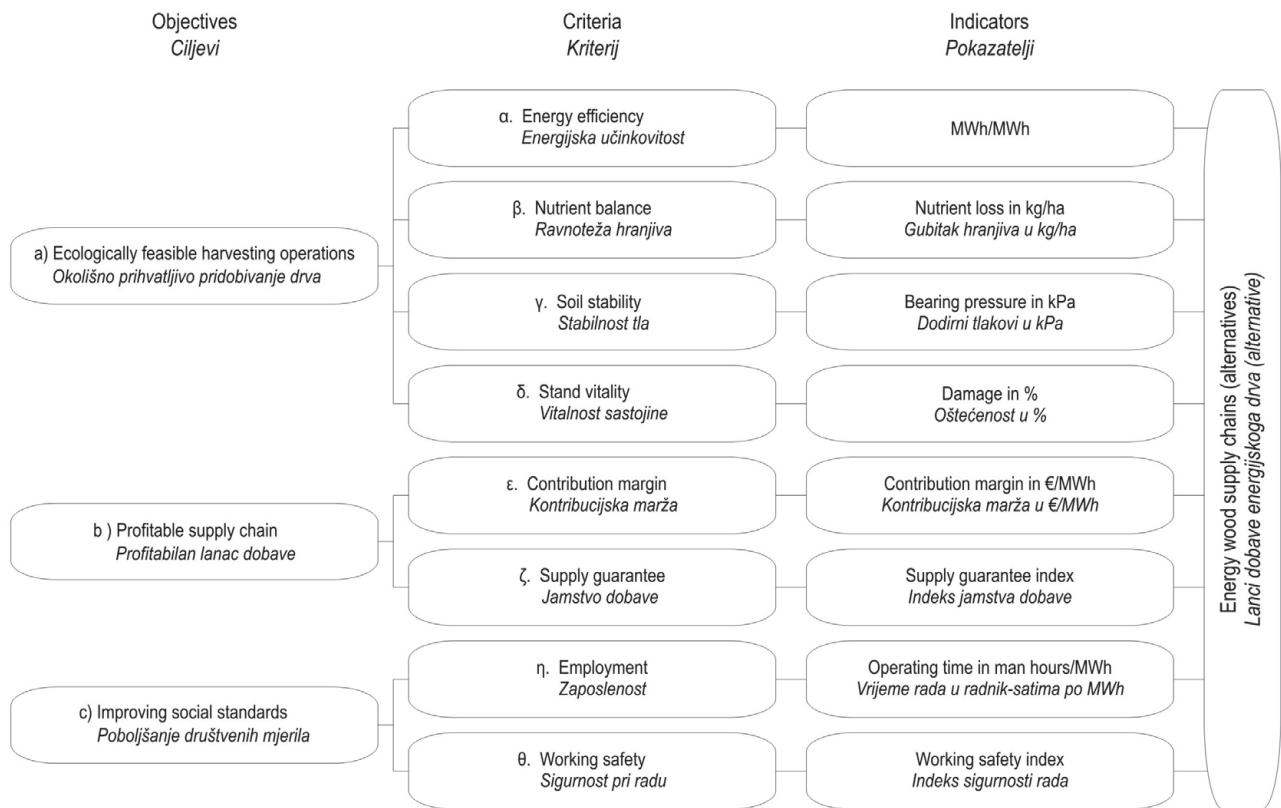 Objectives
Ciljevi
Criteria
Kriterij
Indicators
Pokazatelji
a) Ecologically feasible harvesting operations
Okolišno prihvatljivo pridobivanje drva
α. Energy efficiency
Energijska učinkovitost
MWh/MWh
β. Nutrient balance
Ravnoteža hranjiva
Nutrient loss in kg/ha
Gubitak hranjiva u kg/ha
γ. Soil stability
Stabilnost tla
Bearing pressure in kPa
Dodirni tlakovi u kPa
δ. Stand vitality
Vitalnost sastojine
Damage in %
Oštećenost u %
b ) Profitable supply chain
Profitabilan lanac dobave
ε. Contribution margin
Kontribucijska marža
Contribution margin in €/MWh
Kontribucijska marža u €/MWh
ζ. Supply guarantee
Jamstvo dobave
Supply guarantee index
Indeks jamstva dobave
c) Improving social standards
Poboljšanje društvenih mjerila
η. Employment
Zaposlenost
Operating time in man hours/MWh
Vrijeme rada u radnik-satima po MWh
θ. Working safety
Sigurnost pri radu
Working safety index
Indeks sigurnosti rada
Energy wood supply chains (alternatives)
Lanci dobave energijskoga drva (alternative)